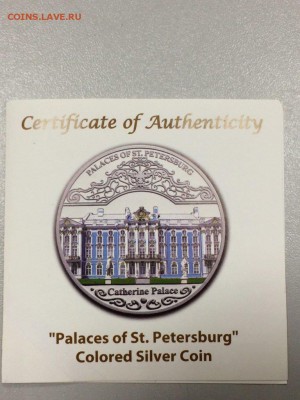 COINS.LAVE.RU
Certificate of Authenticity
PALACES OF ST. PETERSBURG
Catherine Palace
"Palaces of St. Petersburg"
Colored Silver Coin